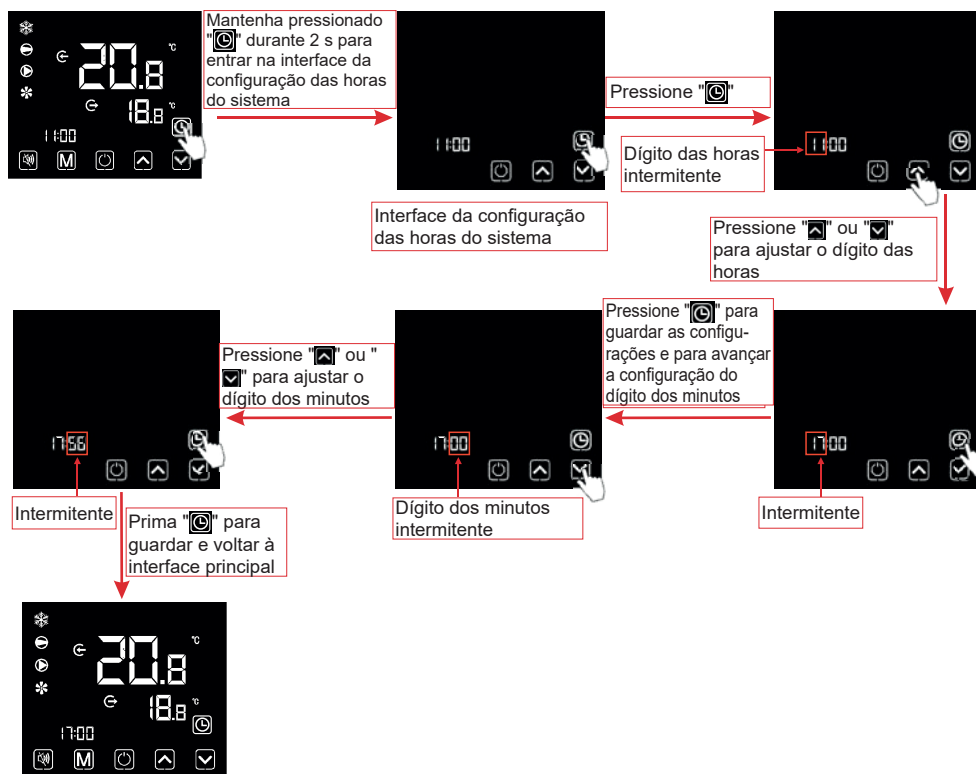 20.8 °C
18.8 °C
11:00
M
Mantenha pressionado
"" durante 2 s para
entrar na interface da
configuração das horas
do sistema
11:00
Interface da configuração
das horas do sistema
Pressione ""
Dígito das horas
intermitente
11:00
Pressione "" ou ""
para ajustar o dígito das
horas
17:00
Intermitente
Pressione "" para
guardar as configu-
rações e para avançar
a configuração do
dígito dos minutos
17:00
Dígito dos minutos
intermitente
Pressione "" ou "
" para ajustar o
dígito dos minutos
17:56
Intermitente
Prima "" para
guardar e voltar à
interface principal
20.8 °C
18.8 °C
17:00
M